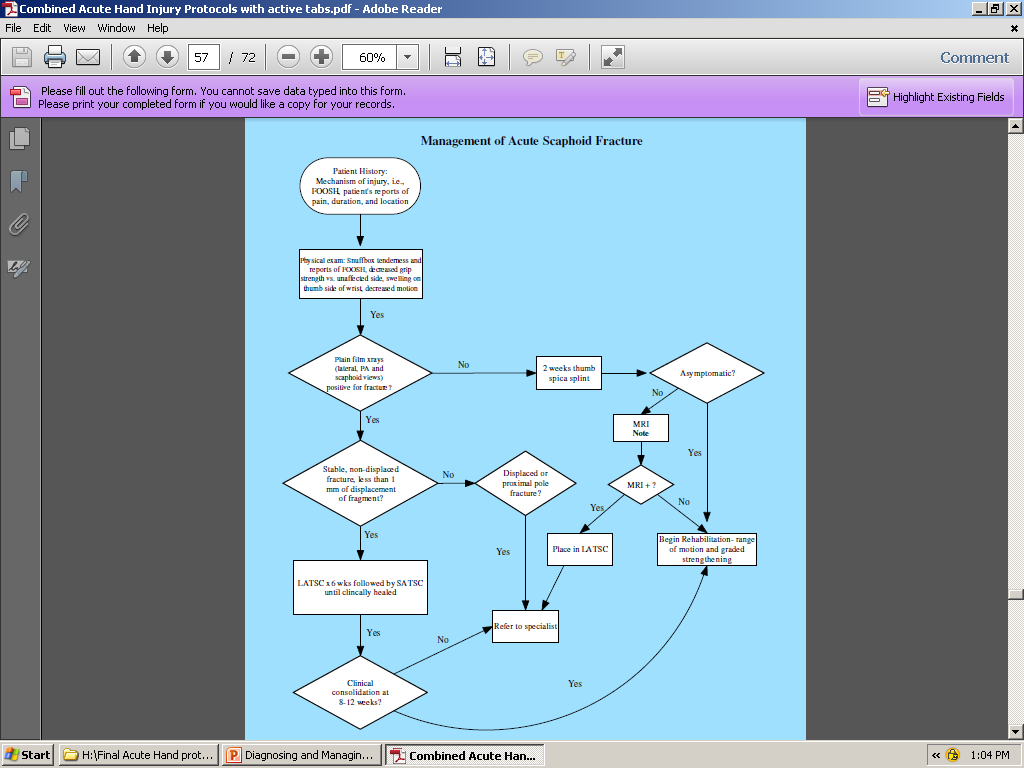 Combined Acute Hand Injury Protocols with active tabs.pdf - Adobe Reader
File Edit View Window Help
57 / 72 60% Comment
Please fill out the following form. You cannot save data typed into this form.
Please print your completed form if you would like a copy for your records.
Highlight Existing Fields
Management of Acute Scaphoid Fracture
Patient History:
Mechanism of injury, i.e.,
FOOSH, patient's reports of
pain, duration, and location
Physical exam: Snuffbox tenderness and
reports of FOOSH, decreased grip
strength vs. unaffected side, swelling on
thumb side of wrist, decreased motion
Yes
Plain film xrays
(lateral, PA and
scaphoid views)
positive for fracture?
No
2 weeks thumb
spica splint
Asymptomatic?
No
MRI
Note
Yes
Yes
Stable, non-displaced
fracture, less than 1
mm of displacement
of fragment?
No
Displaced or
proximal pole
fracture?
MRI + ?
Yes
No
Yes
Yes
Place in LATSC
Begin Rehabilitation- range
of motion and graded
strengthening
LATSC x 6 wks followed by SATSC
until clincally healed
Refer to specialist
Yes
No
Clinical
consolidation at
8-12 weeks?
Yes
Start
H:\Final Acute Hand prot...
Diagnosing and Managin...
Combined Acute Han...
1:04 PM